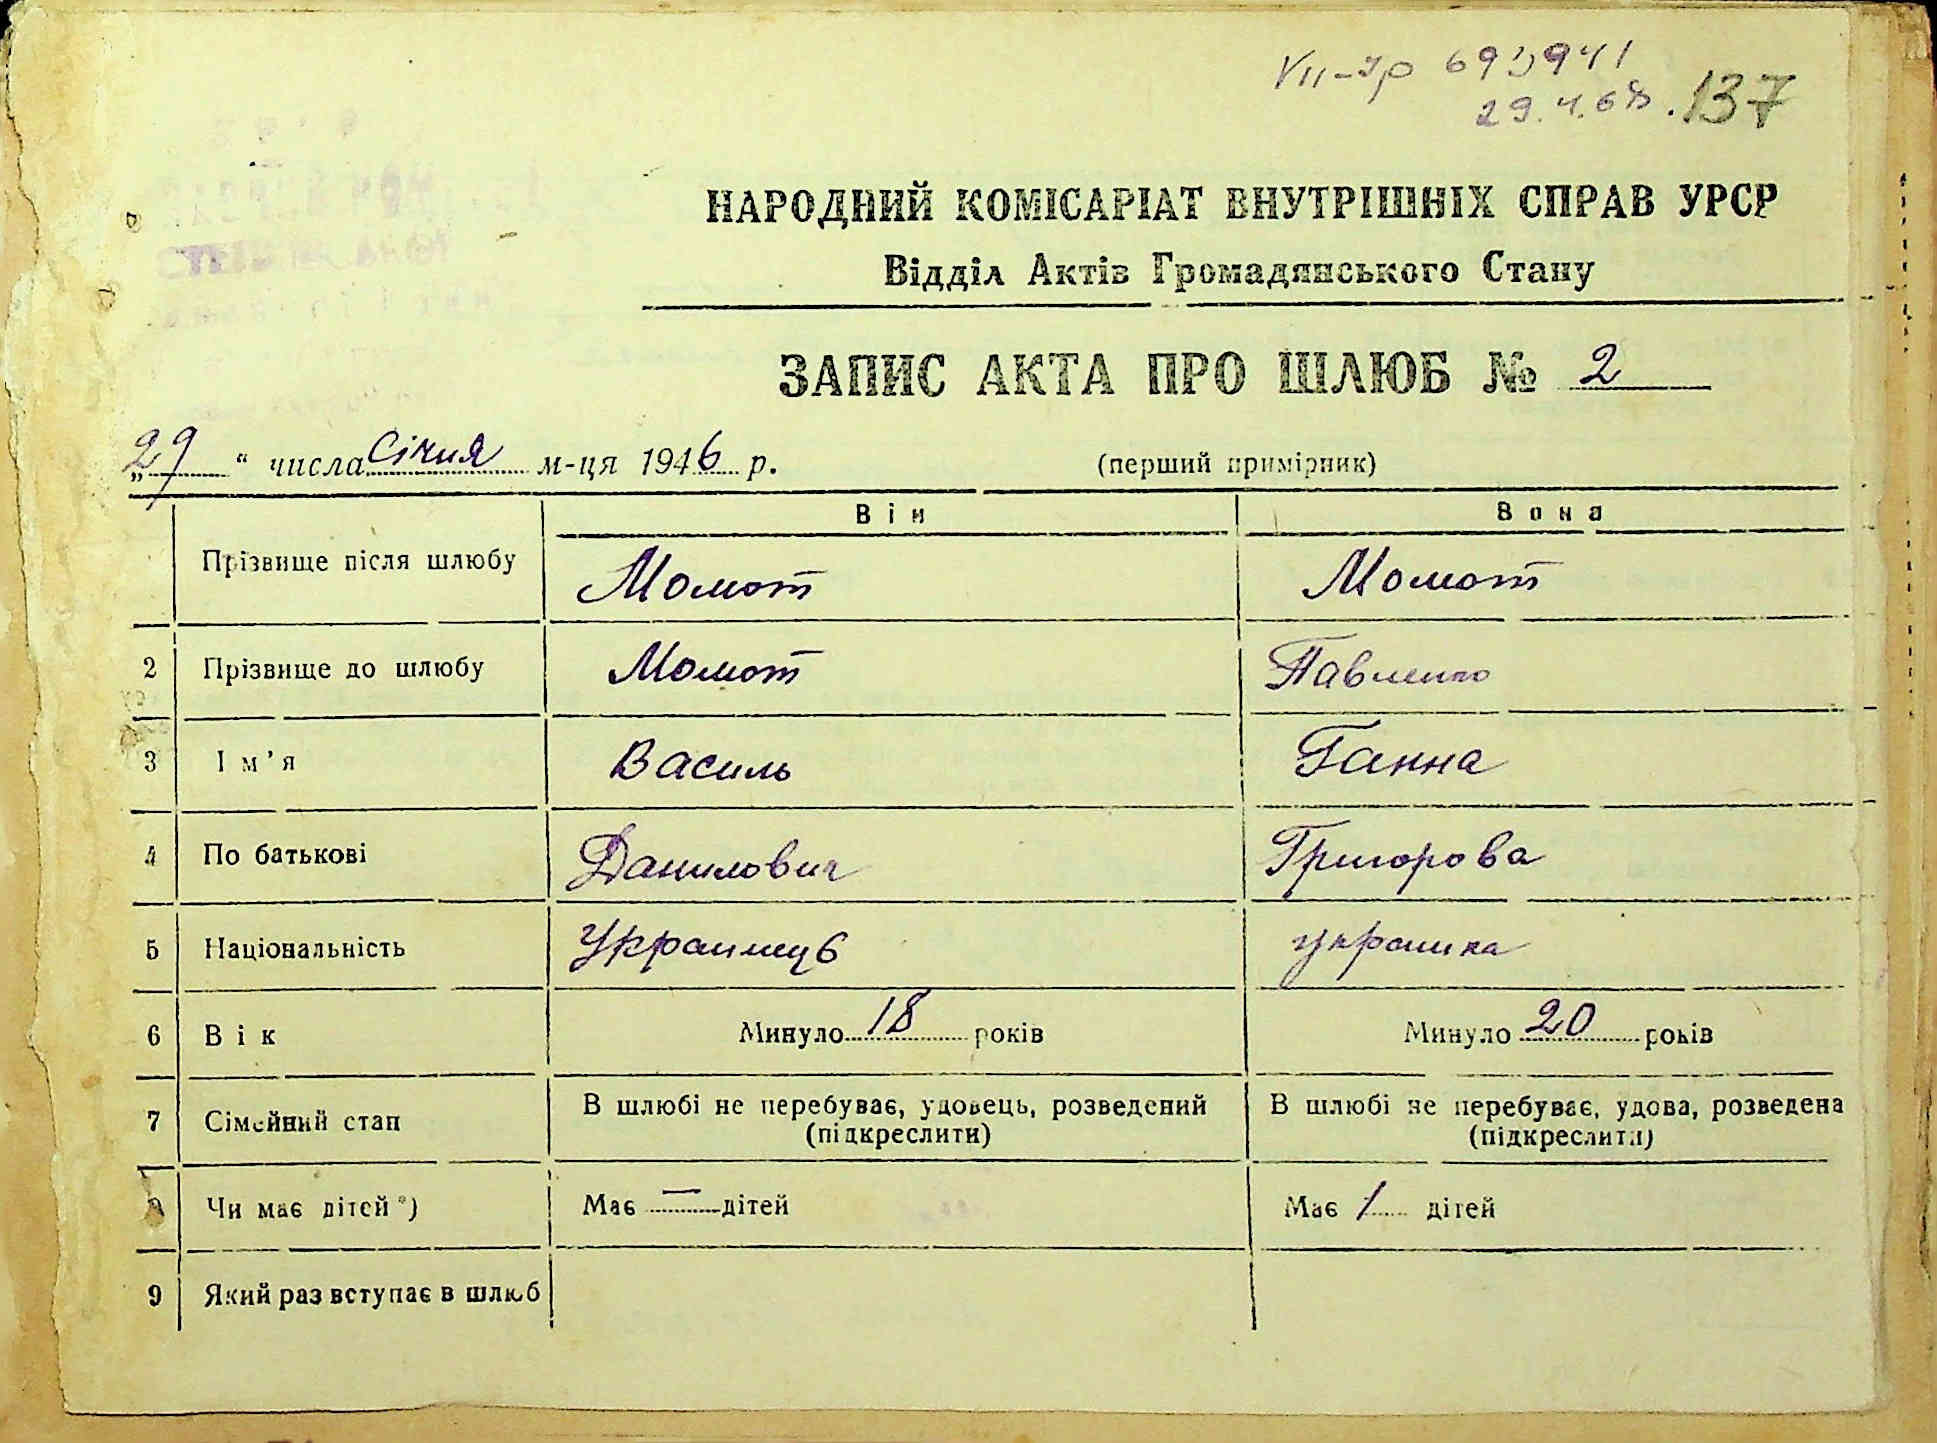 VII-УР 693941
29.4.68. 137
НАРОДНИЙ КОМІСАРІАТ ВНУТРІШНІХ СПРАВ УРСР
Відділ Актів Громадянського Стану
ЗАПИС АКТА ПРО ШЛЮБ № 2
„29“ числа Січня м-ця 1946 р. (перший примірник)
Він Вона
Прізвище після шлюбу Момот Момот
2 Прізвище до шлюбу Момот Павленко
3 Ім’я Василь Ганна
4 По батькові Данилович Григорова
5 Національність Українець українка
6 Вік Минуло 18 років Минуло 20 років
7 Сімейний стан В шлюбі не перебуває, удовець, розведений (підкреслити) В шлюбі не перебуває, удова, розведена (підкреслити)
8 Чи має дітей*) Має — дітей Має 1 дітей
9 Який раз вступає в шлюб